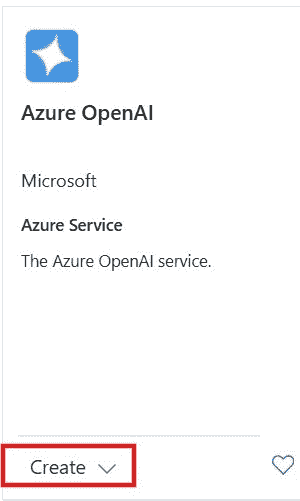 Azure OpenAI
Microsoft
Azure Service
The Azure OpenAI service.
Create